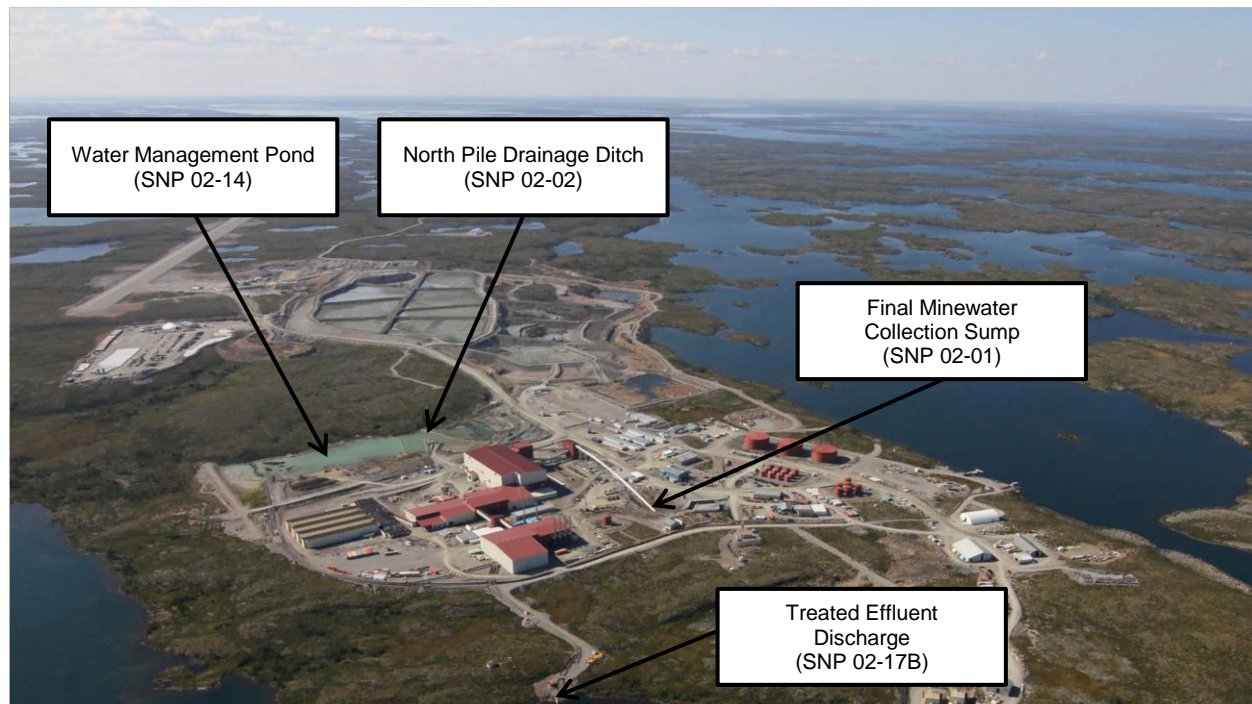 Water Management Pond
(SNP 02-14)
North Pile Drainage Ditch
(SNP 02-02)
Final Minewater
Collection Sump
(SNP 02-01)
Treated Effluent
Discharge
(SNP 02-17B)